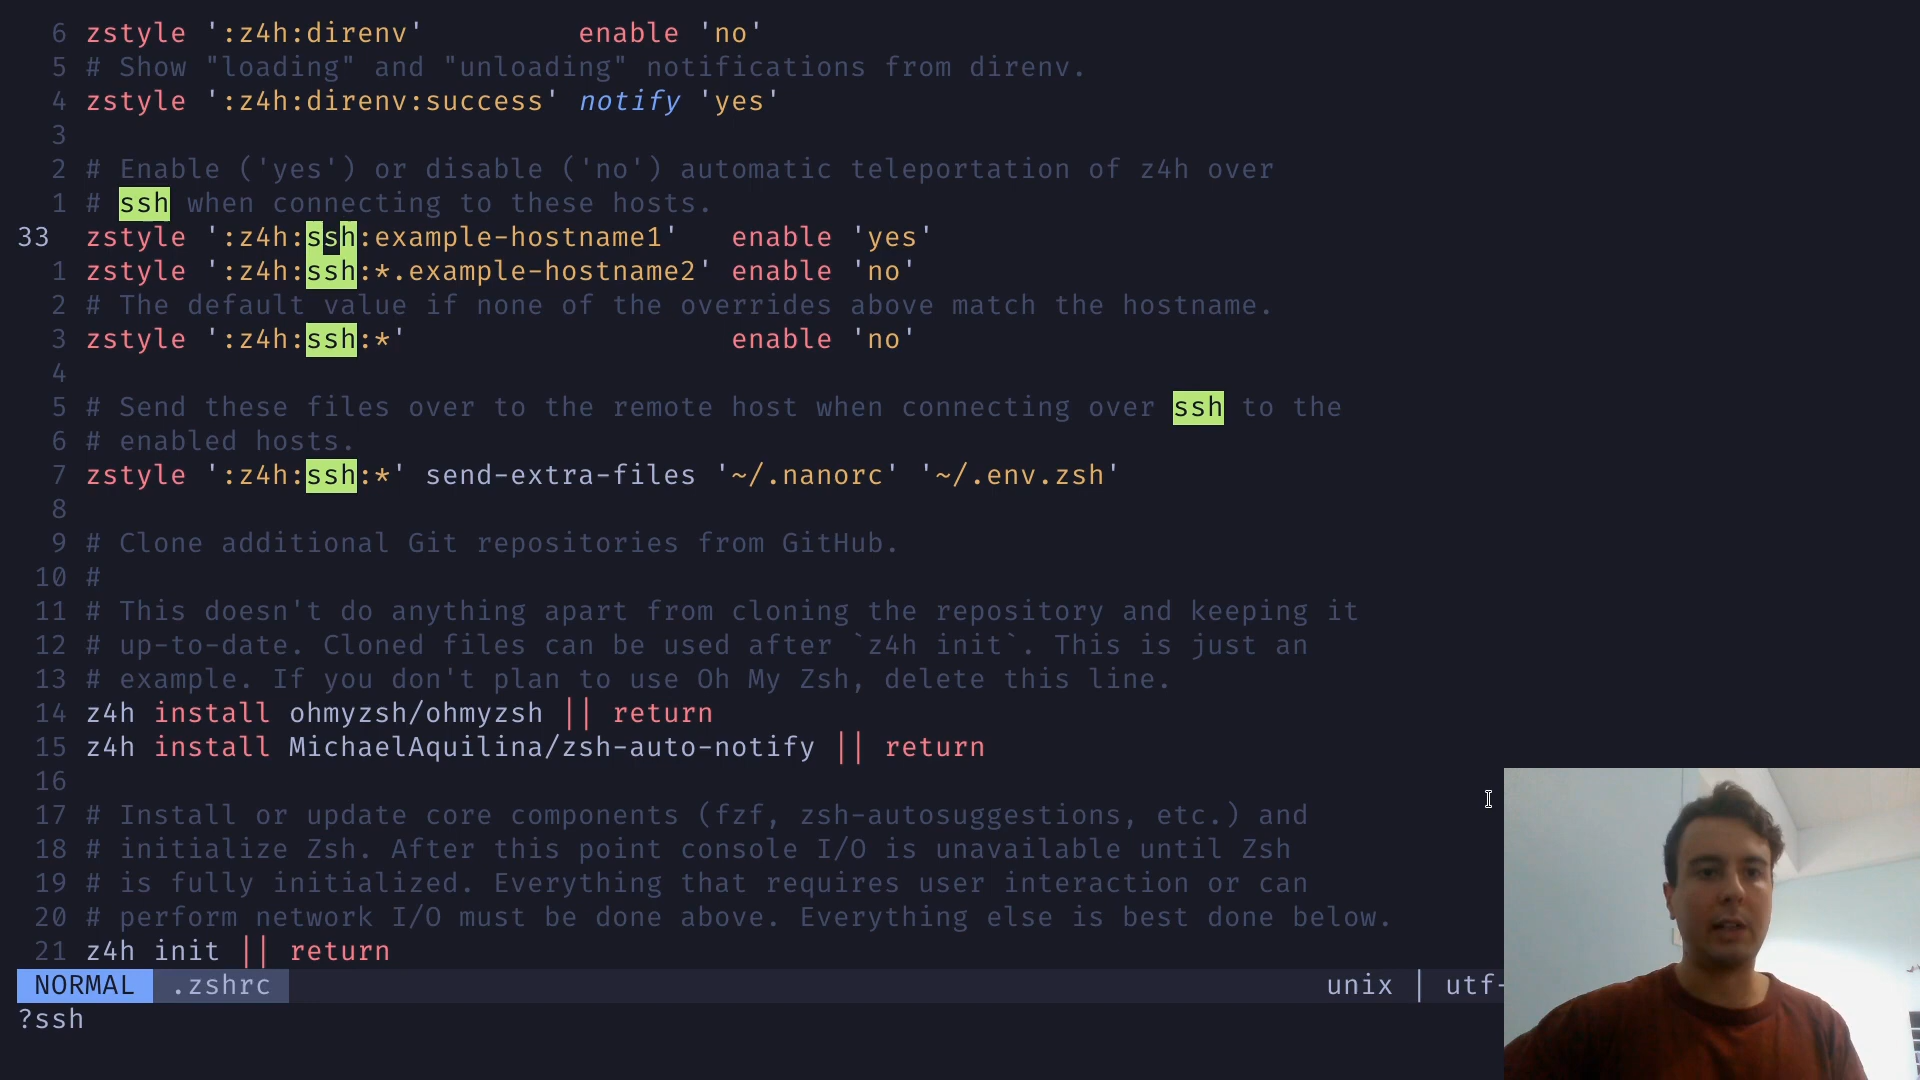 6 zstyle ':z4h:direnv'         enable 'no'
5 # Show "loading" and "unloading" notifications from direnv.
4 zstyle ':z4h:direnv:success' notify 'yes'
3
2 # Enable ('yes') or disable ('no') automatic teleportation of z4h over
1 # ssh when connecting to these hosts.
33 zstyle ':z4h:ssh:example-hostname1'   enable 'yes'
1 zstyle ':z4h:ssh:*.example-hostname2' enable 'no'
2 # The default value if none of the overrides above match the hostname.
3 zstyle ':z4h:ssh:*'                   enable 'no'
4
5 # Send these files over to the remote host when connecting over ssh to the
6 # enabled hosts.
7 zstyle ':z4h:ssh:*' send-extra-files '~/.nanorc' '~/.env.zsh'
8
9 # Clone additional Git repositories from GitHub.
10 #
11 # This doesn't do anything apart from cloning the repository and keeping it
12 # up-to-date. Cloned files can be used after `z4h init`. This is just an
13 # example. If you don't plan to use Oh My Zsh, delete this line.
14 z4h install ohmyzsh/ohmyzsh || return
15 z4h install MichaelAquilina/zsh-auto-notify || return
16
17 # Install or update core components (fzf, zsh-autosuggestions, etc.) and
18 # initialize Zsh. After this point console I/O is unavailable until Zsh
19 # is fully initialized. Everything that requires user interaction or can
20 # perform network I/O must be done above. Everything else is best done below.
21 z4h init || return
NORMAL .zshrc unix | utf-
?ssh